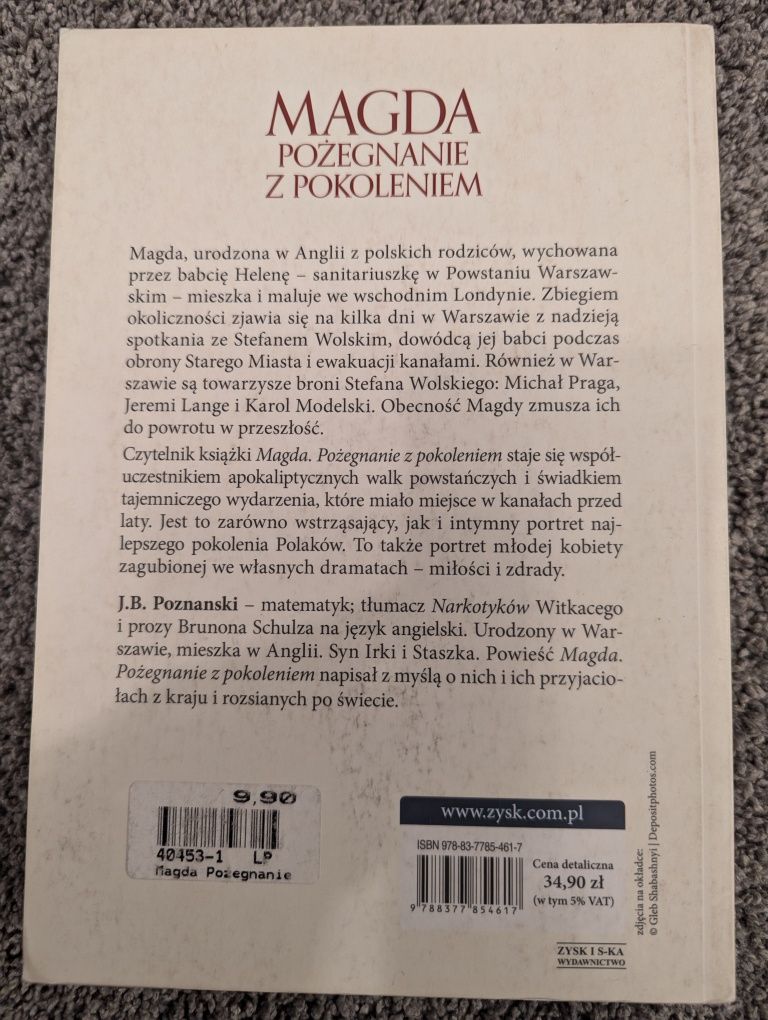 MAGDA
POŻEGNANIE
Z POKOLENIEM
Magda, urodzona w Anglii z polskich rodziców, wychowana
przez babcię Helenę – sanitariuszkę w Powstaniu Warszaw-
skim – mieszka i maluje we wschodnim Londynie. Zbiegiem
okoliczności zjawia się na kilka dni w Warszawie z nadzieją
spotkania ze Stefanem Wolskim, dowódcą jej babci podczas
obrony Starego Miasta i ewakuacji kanałami. Również w War-
szawie są towarzysze broni Stefana Wolskiego: Michał Praga,
Jeremi Lange i Karol Modelski. Obecność Magdy zmusza ich
do powrotu w przeszłość.
Czytelnik książki Magda. Pożegnanie z pokoleniem staje się współ-
uczestnikiem apokaliptycznych walk powstańczych i świadkiem
tajemniczego wydarzenia, które miało miejsce w kanałach przed
laty. Jest to zarówno wstrząsający, jak i intymny portret naj-
lepszego pokolenia Polaków. To także portret młodej kobiety
zagubionej we własnych dramatach – miłości i zdrady.
J.B. Poznanski – matematyk; tłumacz Narkotyków Witkacego
i prozy Brunona Schulza na język angielski. Urodzony w War-
szawie, mieszka w Anglii. Syn Irki i Staszka. Powieść Magda.
Pożegnanie z pokoleniem napisał z myślą o nich i ich przyjacio-
łach z kraju i rozsianych po świecie.
9,90
40453-1 LP
Magda Pożegnanie
www.zysk.com.pl
ISBN 978-83-7785-461-7
9 788377 854617
Cena detaliczna
34,90 zł
(w tym 5% VAT)
zdjęcia na okładce:
© Gleb Shabashnyi | Depositphotos.com
ZYSK I S-KA
WYDAWNICTWO